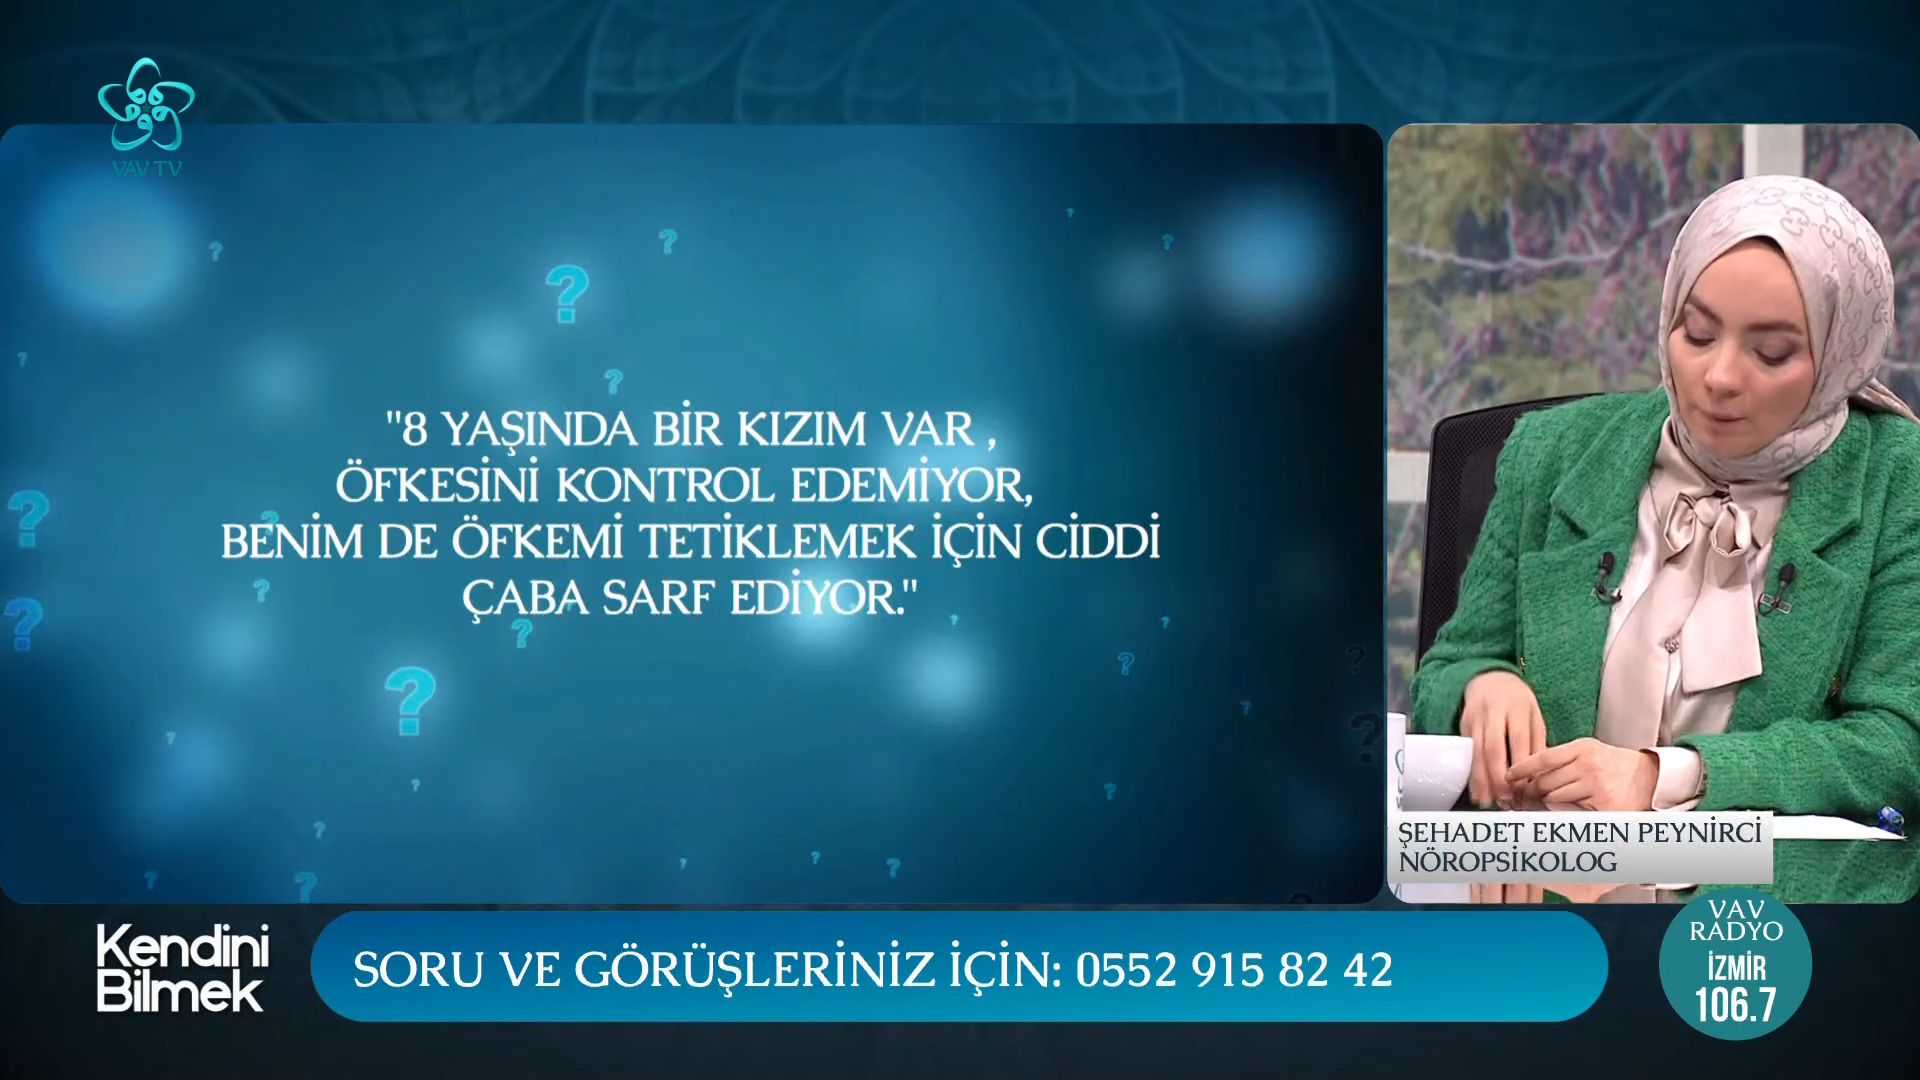 VAV TV
"8 YAŞINDA BİR KIZIM VAR ,
ÖFKESİNİ KONTROL EDEMİYOR,
BENİM DE ÖFKEMİ TETİKLEMEK İÇİN CİDDİ
ÇABA SARF EDİYOR."
ŞEHADET EKMEN PEYNİRCİ
NÖROPSİKOLOG
Kendini
Bilmek
SORU VE GÖRÜŞLERİNİZ İÇİN: 0552 915 82 42
VAV
RADYO
İZMİR
106.7